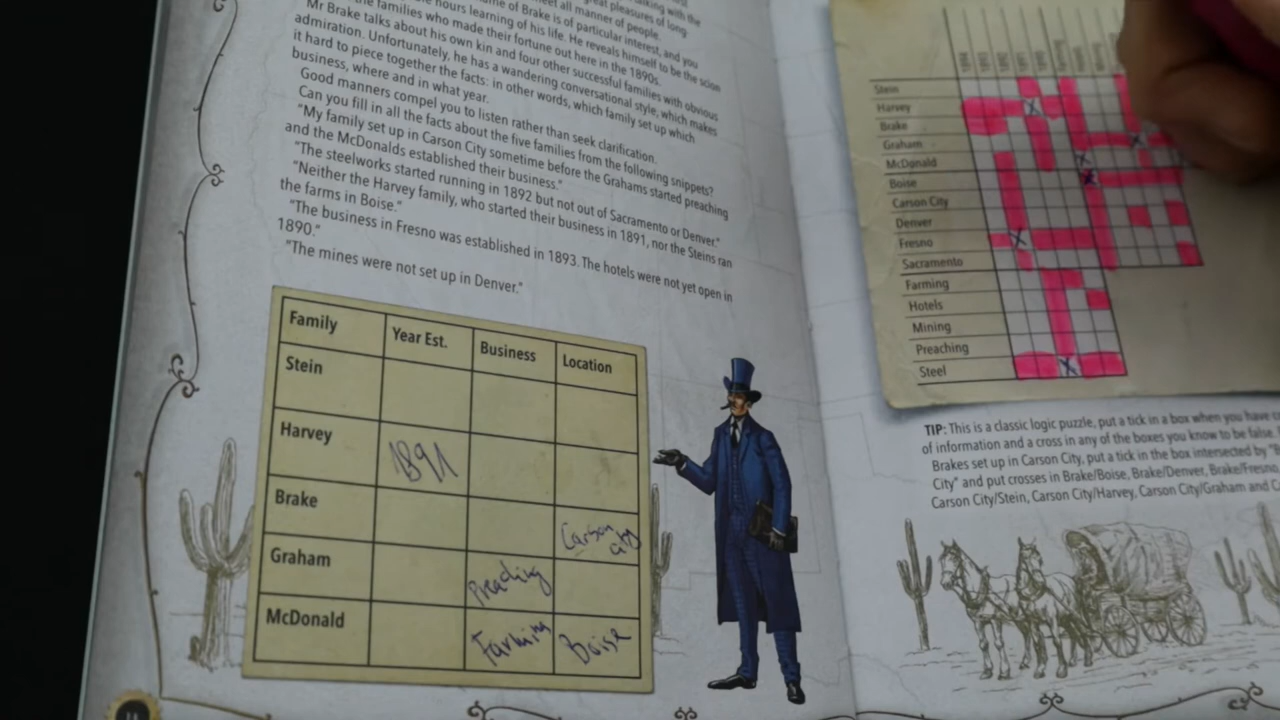 talking with the
great pleasures of long
meet all manner of people.
me of Brake is of particular interest, and you
hours learning of his life. He reveals himself to be the scion
the families who made their fortune out here in the 1890s.
Mr Brake talks about his own kin and four other successful families with obvious
admiration. Unfortunately, he has a wandering conversational style, which makes
it hard to piece together the facts: in other words, which family set up which
business, where and in what year.
Good manners compel you to listen rather than seek clarification.
Can you fill in all the facts about the five families from the following snippets?
"My family set up in Carson City sometime before the Grahams started preaching
and the McDonalds established their business."
"The steelworks started running in 1892 but not out of Sacramento or Denver."
"Neither the Harvey family, who started their business in 1891, nor the Steins ran
the farms in Boise."
"The business in Fresno was established in 1893. The hotels were not yet open in
1890."
"The mines were not set up in Denver."
Family Year Est. Business Location
Stein
Harvey 1891
Brake Carson City
Graham Preaching
McDonald Farming Boise
Stein
Harvey
Brake
Graham
McDonald
Boise
Carson City
Denver
Fresno
Sacramento
Farming
Hotels
Mining
Preaching
Steel
TIP: This is a classic logic puzzle, put a tick in a box when you have
of information and a cross in any of the boxes you know to be false.
Brakes set up in Carson City, put a tick in the box intersected by
City" and put crosses in Brake/Boise, Brake/Denver, Brake/Fresno
Carson City/Stein, Carson City/Harvey, Carson City/Graham and